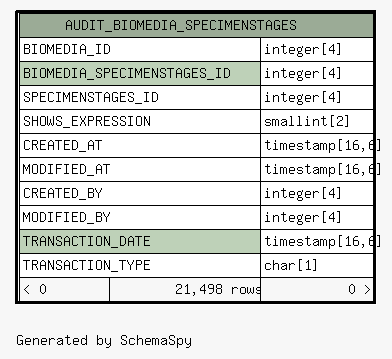 AUDIT_BIOMEDIA_SPECIMENSTAGES
BIOMEDIA_ID integer[4]
BIOMEDIA_SPECIMENSTAGES_ID integer[4]
SPECIMENSTAGES_ID integer[4]
SHOWS_EXPRESSION smallint[2]
CREATED_AT timestamp[16,6]
MODIFIED_AT timestamp[16,6]
CREATED_BY integer[4]
MODIFIED_BY integer[4]
TRANSACTION_DATE timestamp[16,6]
TRANSACTION_TYPE char[1]
< 0 21,498 rows 0 >
Generated by SchemaSpy